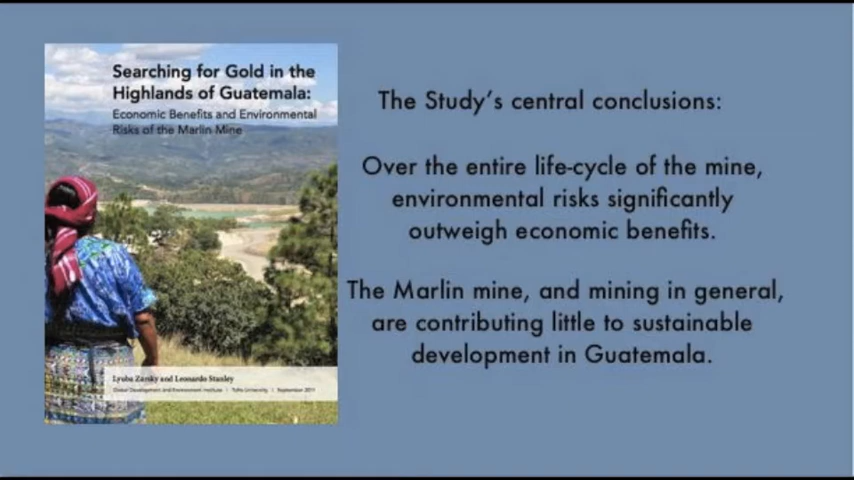 Searching for Gold in the
Highlands of Guatemala:
Economic Benefits and Environmental
Risks of the Marlin Mine
Lyuba Zarsky and Leonardo Stanley
Global Development and Environment Institute | Tufts University | September 2011
The Study's central conclusions:
Over the entire life-cycle of the mine,
environmental risks significantly
outweigh economic benefits.
The Marlin mine, and mining in general,
are contributing little to sustainable
development in Guatemala.